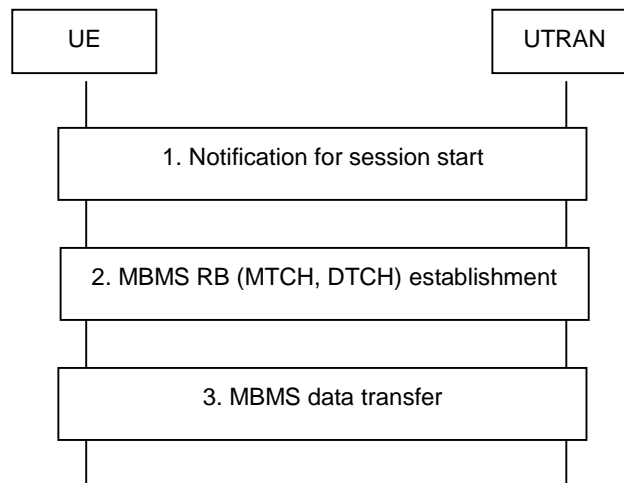 UE
UTRAN
1. Notification for session start
2. MBMS RB (MTCH, DTCH) establishment
3. MBMS data transfer